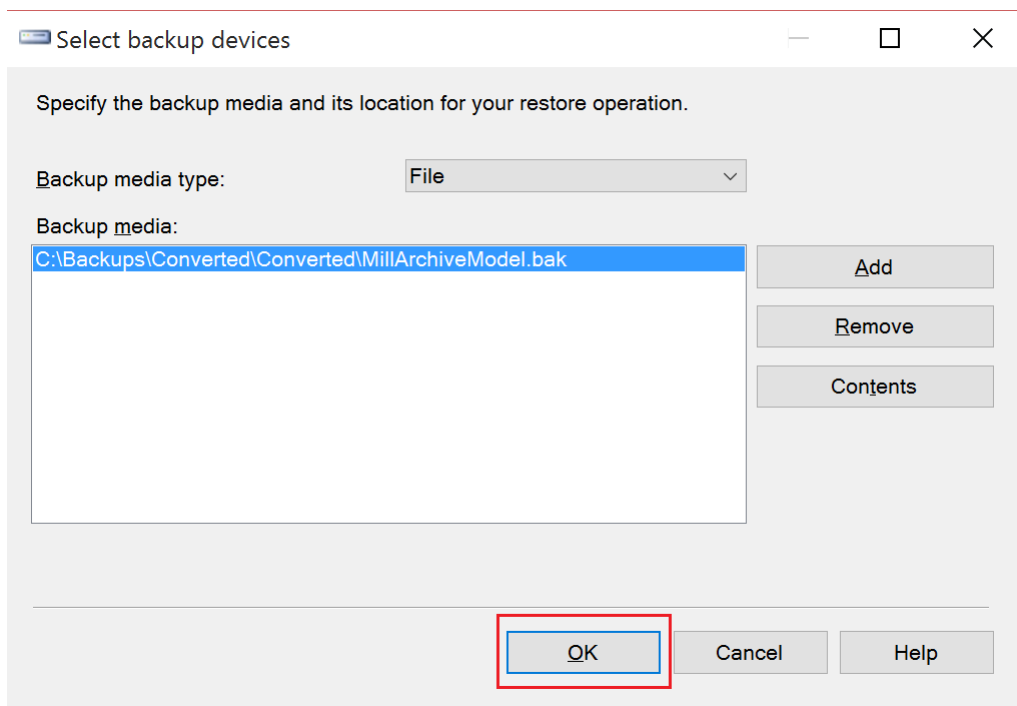 Select backup devices
Specify the backup media and its location for your restore operation.
Backup media type:
File
Backup media:
C:\Backups\Converted\Converted\MillArchiveModel.bak
Add
Remove
Contents
OK
Cancel
Help